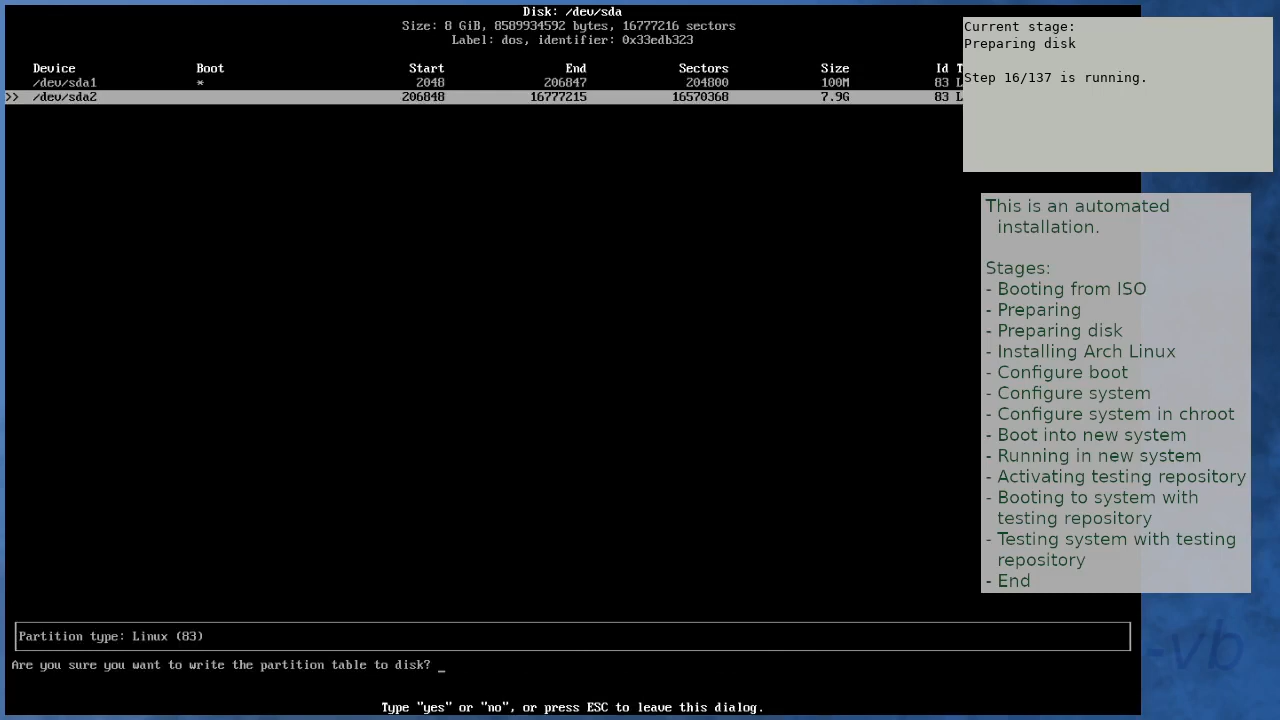 Disk: /dev/sda
Size: 8 GiB, 8589934592 bytes, 16777216 sectors
Label: dos, identifier: 0x33edb323
Device Boot Start End Sectors Size Id T
/dev/sda1 * 2048 206847 204800 100M 83 L
>> /dev/sda2 206848 16777215 16570368 7.9G 83 L
Current stage:
Preparing disk
Step 16/137 is running.
This is an automated
installation.
Stages:
- Booting from ISO
- Preparing
- Preparing disk
- Installing Arch Linux
- Configure boot
- Configure system
- Configure system in chroot
- Boot into new system
- Running in new system
- Activating testing repository
- Booting to system with
testing repository
- Testing system with testing
repository
- End
Partition type: Linux (83)
Are you sure you want to write the partition table to disk? _
Type "yes" or "no", or press ESC to leave this dialog.
-vb